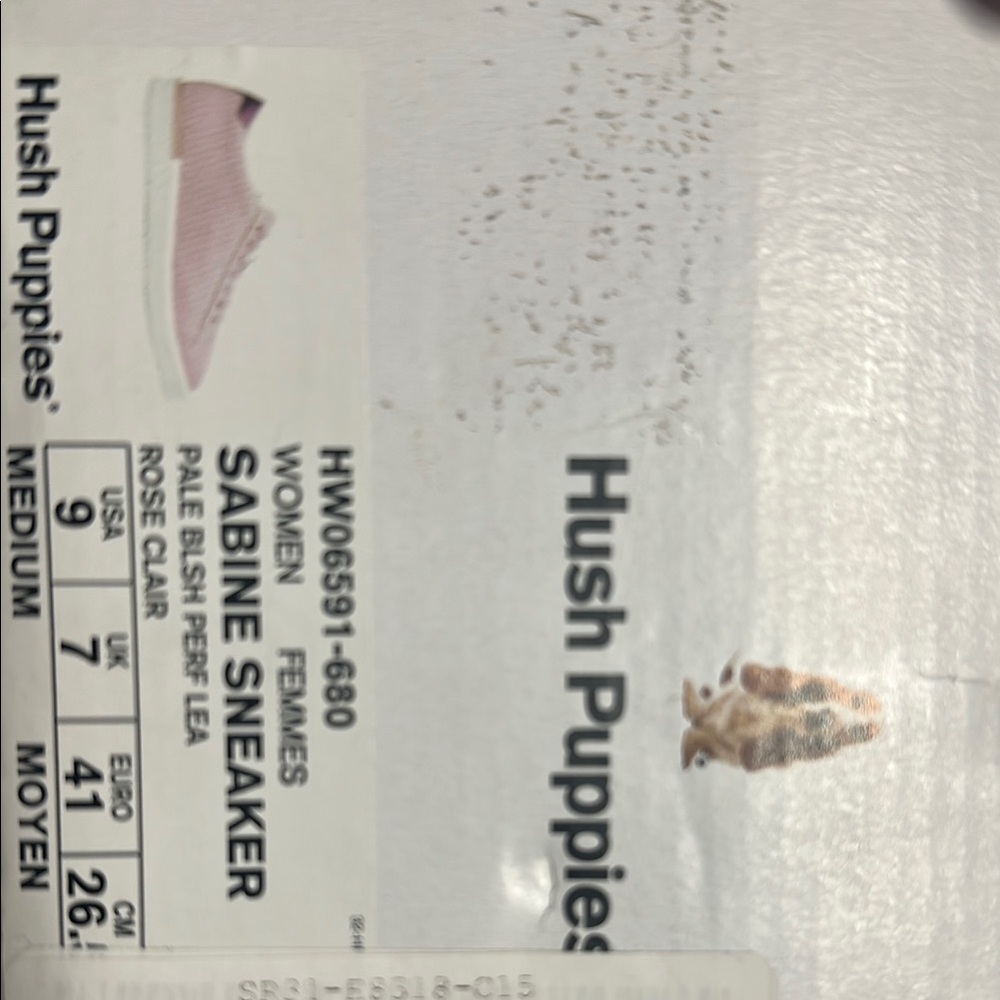 Hush Puppies
HW06591-680
WOMEN FEMMES
SABINE SNEAKER
PALE BLSH PERF LEA
ROSE CLAIR
USA UK EURO CM
9 7 41 26.
MEDIUM MOYEN
Hush Puppies